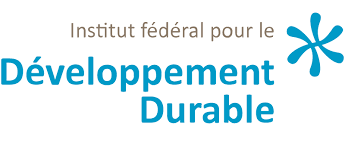 Institut fédéral pour le
Développement
Durable